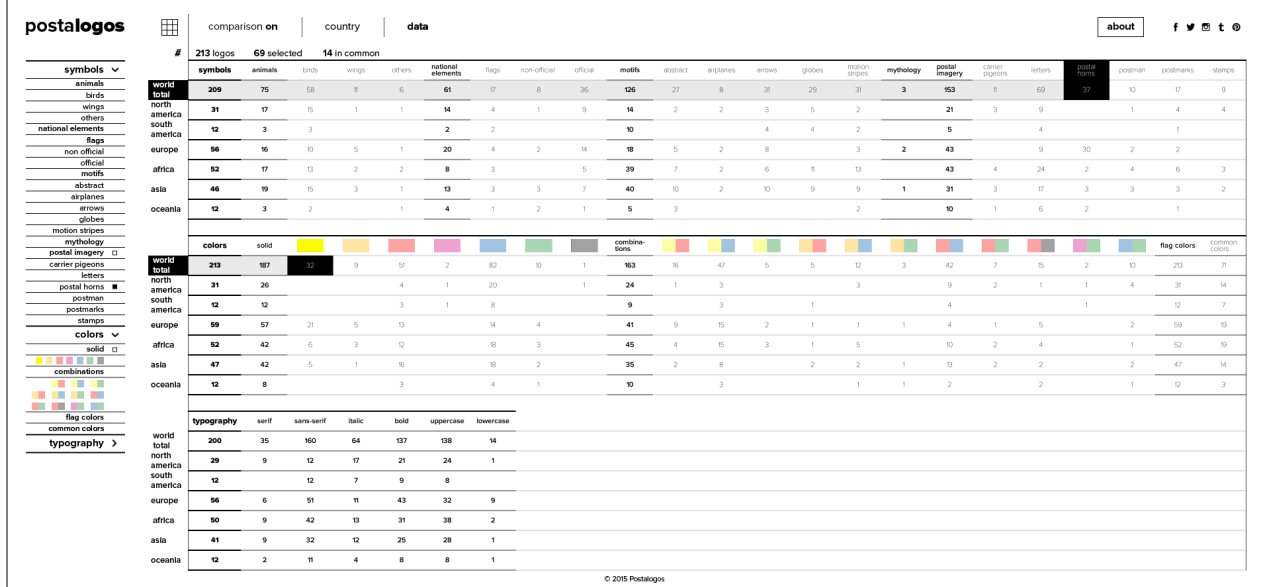 postalogos comparison on country data about
# 213 logos 69 selected 14 in common
symbols
animals
birds
wings
others
national elements
flags
non official
official
motifs
abstract
airplanes
arrows
globes
motion stripes
mythology
postal imagery
carrier pigeons
letters
postal horns
postman
postmarks
stamps
colors
solid
combinations
flag colors
common colors
typography
symbols animals birds wings others national elements flags non-official official motifs abstract airplanes arrows globes motion stripes mythology postal imagery carrier pigeons letters postal horns postman postmarks stamps
world total 209 75 58 11 6 61 17 8 36 126 27 8 31 29 31 3 153 11 69 37 10 17 9
north america 31 17 15 1 1 14 4 1 9 14 2 2 3 5 2 21 3 9 1 4 4
south america 12 3 3 2 2 10 4 4 2 5 4 1
europe 56 16 10 5 1 20 4 2 14 18 5 2 8 3 2 43 9 30 2 2
africa 52 17 13 2 2 8 3 5 39 7 2 6 11 13 43 4 24 2 4 6 3
asia 46 19 15 3 1 13 3 3 7 40 10 2 10 9 9 1 31 3 17 3 3 3 2
oceania 12 3 2 1 4 1 2 1 5 3 2 10 1 6 2 1
colors solid combina-tions flag colors common colors
world total 213 187 32 9 51 2 82 10 1 163 16 47 5 5 12 3 42 7 15 2 10 213 71
north america 31 26 4 1 20 1 24 1 3 3 9 2 1 1 4 31 14
south america 12 12 3 1 8 9 3 1 4 1 12 7
europe 59 57 21 5 13 14 4 41 9 15 2 1 1 1 4 1 5 2 59 19
africa 52 42 6 3 12 18 3 45 4 15 3 1 5 10 2 4 1 52 19
asia 47 42 5 1 16 18 2 35 2 8 2 2 1 13 2 2 2 47 14
oceania 12 8 3 4 1 10 3 1 1 2 2 1 12 3
typography serif sans-serif italic bold uppercase lowercase
world total 200 35 160 64 137 138 14
north america 29 9 12 17 21 24 1
south america 12 12 7 9 8
europe 56 6 51 11 43 32 9
africa 50 9 42 13 31 38 2
asia 41 9 32 12 25 28 1
oceania 12 2 11 4 8 8 1
© 2015 Postalogos